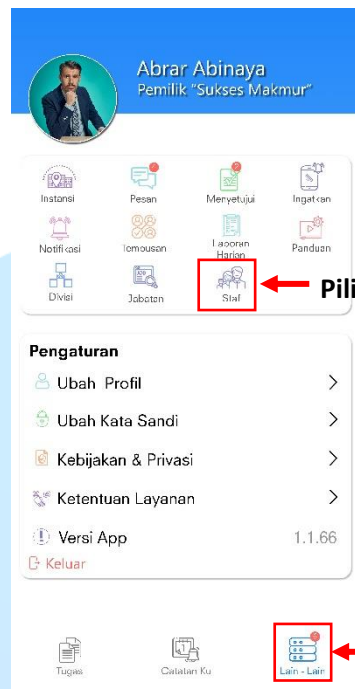 Abrar Abinaya
Pemilik "Sukses Makmur"
Instansi
Pesan
Menyetujui
Ingatkan
Notifikasi
Tembusan
Laporan
Harian
Panduan
Divisi
Jabatan
Staf
Pili
Pengaturan
Ubah Profil
Ubah Kata Sandi
Kebijakan & Privasi
Ketentuan Layanan
Versi App
1.1.66
Keluar
Tugas
Catatan Ku
Lain - Lain